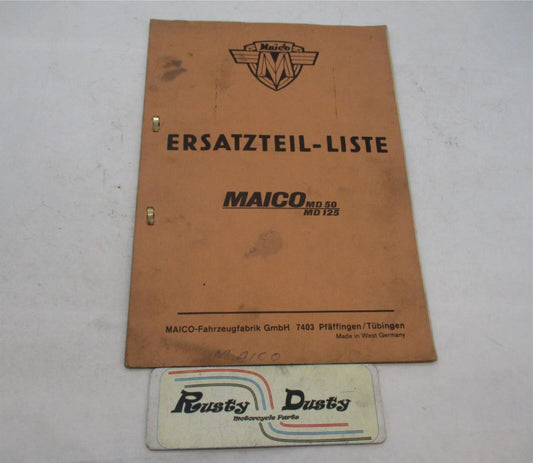 Maico
M
ERSATZTEIL-LISTE
MAICO MD 50
MD 125
MAICO-Fahrzeugfabrik GmbH 7403 Pfäffingen/Tübingen
Made in West Germany
MAICO
Rusty Dusty
Motorcycle Parts